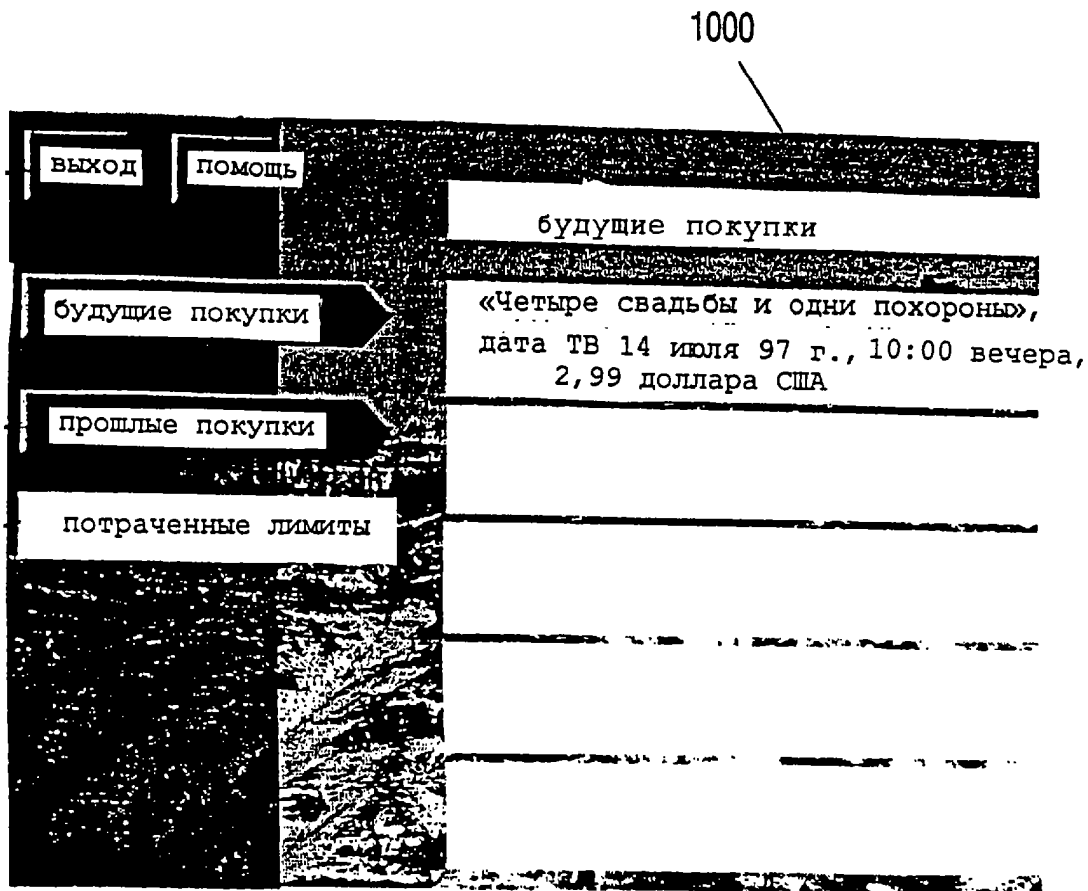 1000
выход помощь
будущие покупки
будущие покупки
«Четыре свадьбы и одни похороны»,
дата ТВ 14 июля 97 г., 10:00 вечера,
2,99 доллара США
прошлые покупки
потраченные лимиты